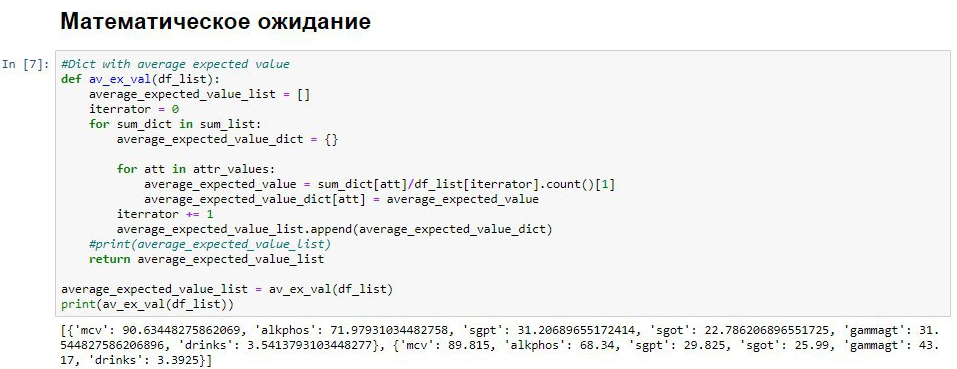 Математическое ожидание
In [7]: #Dict with average expected value
def av_ex_val(df_list):
    average_expected_value_list = []
    iterrator = 0
    for sum_dict in sum_list:
        average_expected_value_dict = {}
        for att in attr_values:
            average_expected_value = sum_dict[att]/df_list[iterrator].count()[1]
            average_expected_value_dict[att] = average_expected_value
        iterrator += 1
        average_expected_value_list.append(average_expected_value_dict)
    #print(average_expected_value_list)
    return average_expected_value_list
average_expected_value_list = av_ex_val(df_list)
print(av_ex_val(df_list))
[{'mcv': 90.63448275862069, 'alkphos': 71.97931034482758, 'sgpt': 31.20689655172414, 'sgot': 22.786206896551725, 'gammagt': 31.
544827586206896, 'drinks': 3.5413793103448277}, {'mcv': 89.815, 'alkphos': 68.34, 'sgpt': 29.825, 'sgot': 25.99, 'gammagt': 43.
17, 'drinks': 3.3925}]